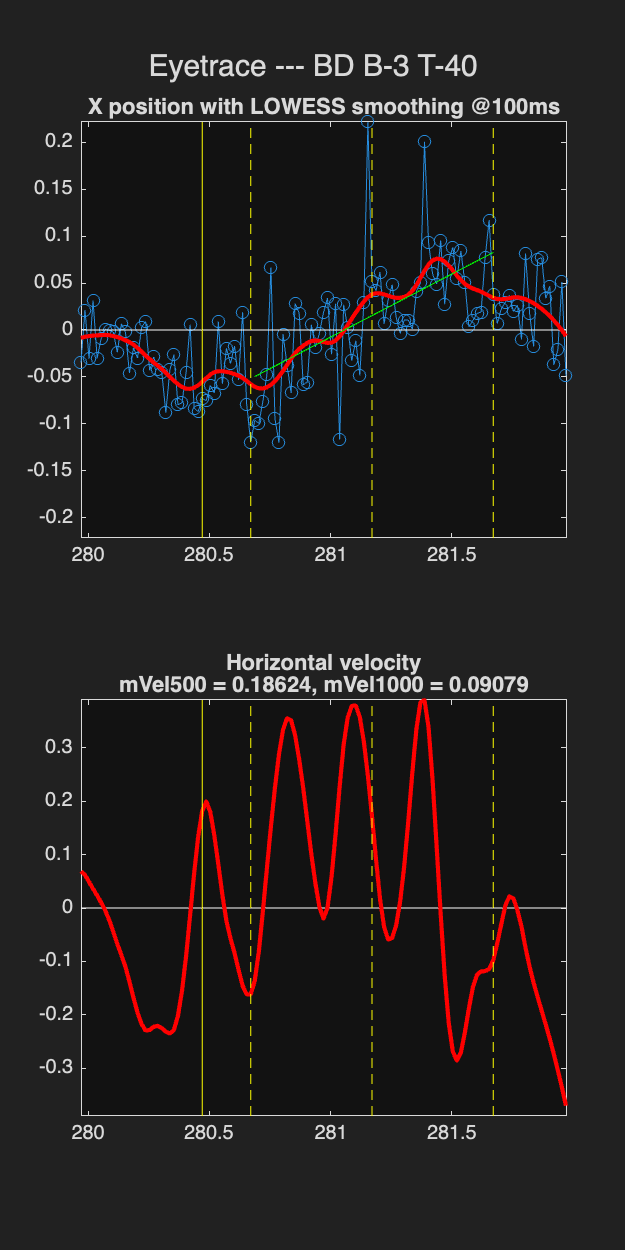 Eyetrace --- BD B-3 T-40
X position with LOWESS smoothing @100ms
0.2
0.15
0.1
0.05
0
-0.05
-0.1
-0.15
-0.2
280 280.5 281 281.5
Horizontal velocity
mVel500 = 0.18624, mVel1000 = 0.09079
0.3
0.2
0.1
0
-0.1
-0.2
-0.3
280 280.5 281 281.5